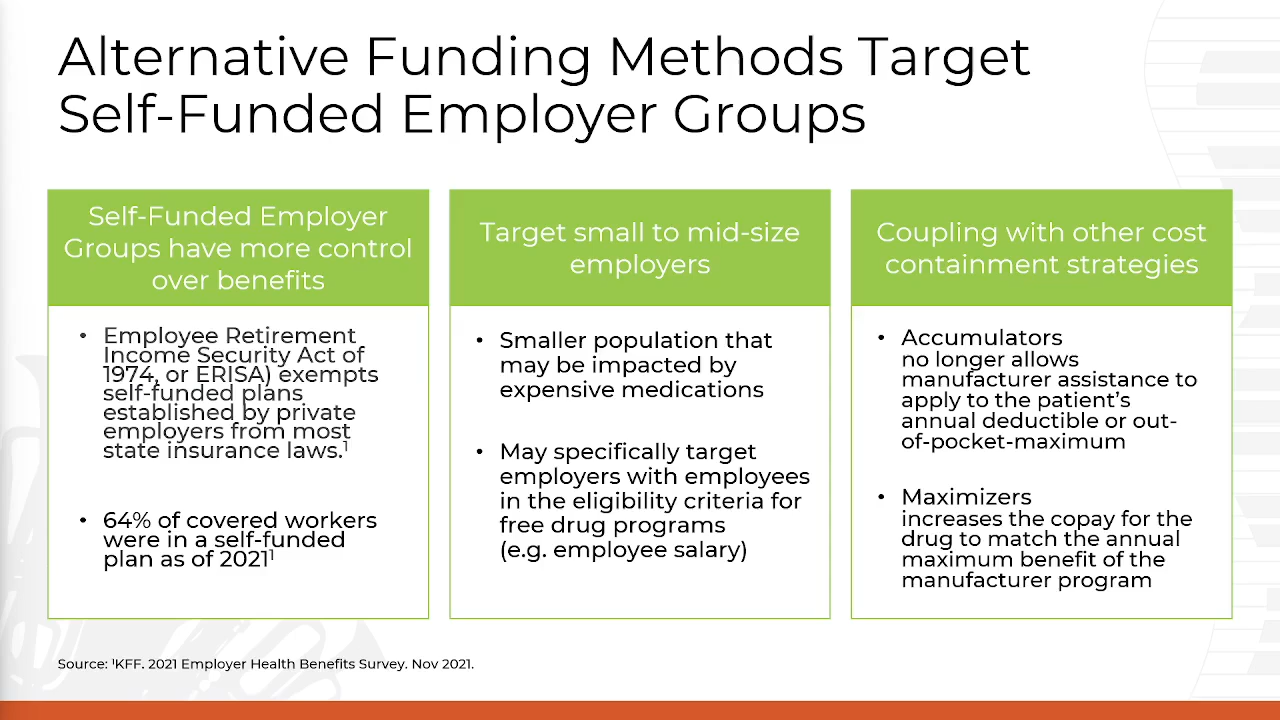 Alternative Funding Methods Target
Self-Funded Employer Groups
Self-Funded Employer
Groups have more control
over benefits
• Employee Retirement
Income Security Act of
1974, or ERISA) exempts
self-funded plans
established by private
employers from most
state insurance laws.¹
• 64% of covered workers
were in a self-funded
plan as of 2021¹
Target small to mid-size
employers
• Smaller population that
may be impacted by
expensive medications
• May specifically target
employers with employees
in the eligibility criteria for
free drug programs
(e.g. employee salary)
Coupling with other cost
containment strategies
• Accumulators
no longer allows
manufacturer assistance to
apply to the patient’s
annual deductible or out-
of-pocket-maximum
• Maximizers
increases the copay for the
drug to match the annual
maximum benefit of the
manufacturer program
Source: ¹KFF. 2021 Employer Health Benefits Survey. Nov 2021.